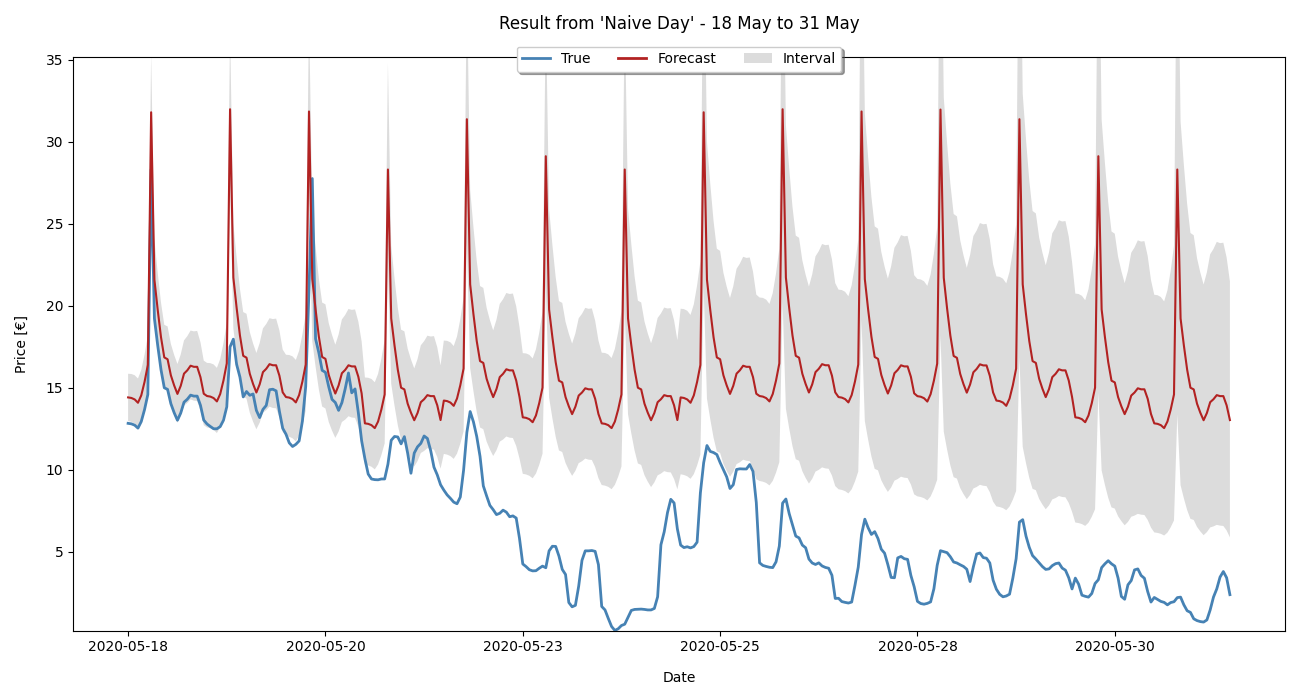 Result from 'Naive Day' - 18 May to 31 May
True Forecast Interval
35
30
25
20
15
10
5
Price [€]
2020-05-18 2020-05-20 2020-05-23 2020-05-25 2020-05-28 2020-05-30
Date